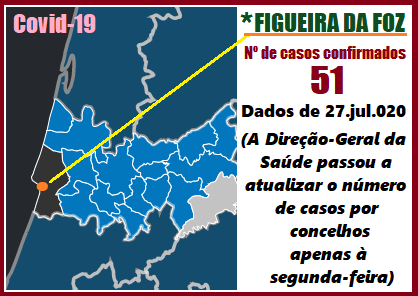 Covid-19
*FIGUEIRA DA FOZ
Nº de casos confirmados
51
Dados de 27.jul.020
(A Direção-Geral da
Saúde passou a
atualizar o número
de casos por
concelhos
apenas à
segunda-feira)